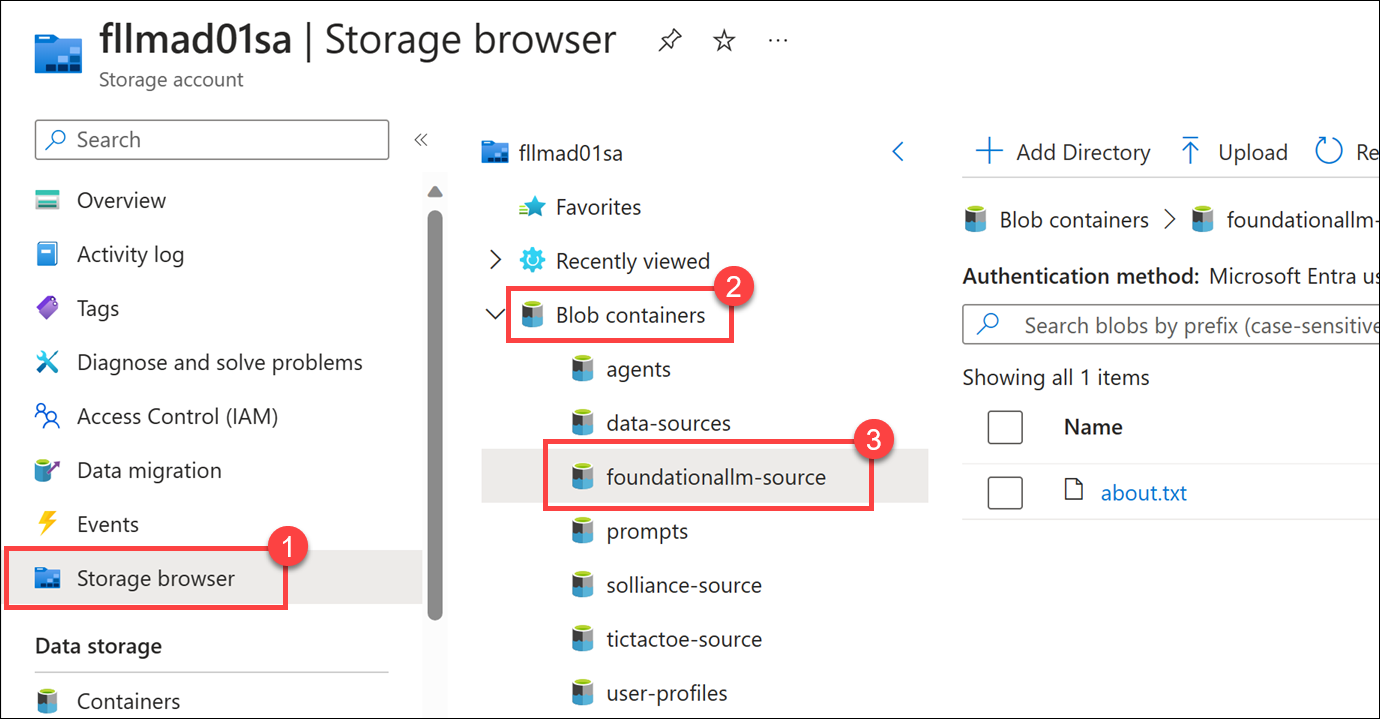 fllmad01sa | Storage browser
Storage account
Search
Overview
Activity log
Tags
Diagnose and solve problems
Access Control (IAM)
Data migration
Events
1
Storage browser
Data storage
Containers
fllmad01sa
Favorites
Recently viewed
2
Blob containers
agents
data-sources
3
foundationallm-source
prompts
solliance-source
tictactoe-source
user-profiles
Add Directory Upload Re
Blob containers > foundationallm-
Authentication method: Microsoft Entra us
Search blobs by prefix (case-sensitive
Showing all 1 items
Name
about.txt